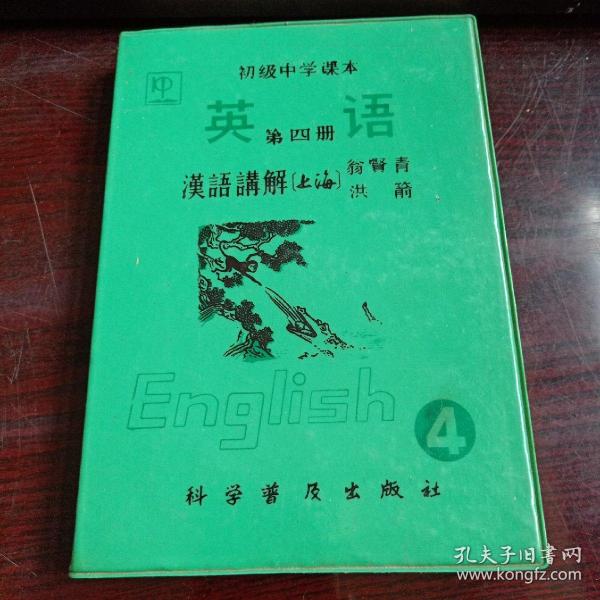 初级中学课本
中
英语
第四册
漢語講解〔上海〕
翁賢青
洪箭
English
4
科学普及出版社
孔夫子旧书网
www.kongfz.com